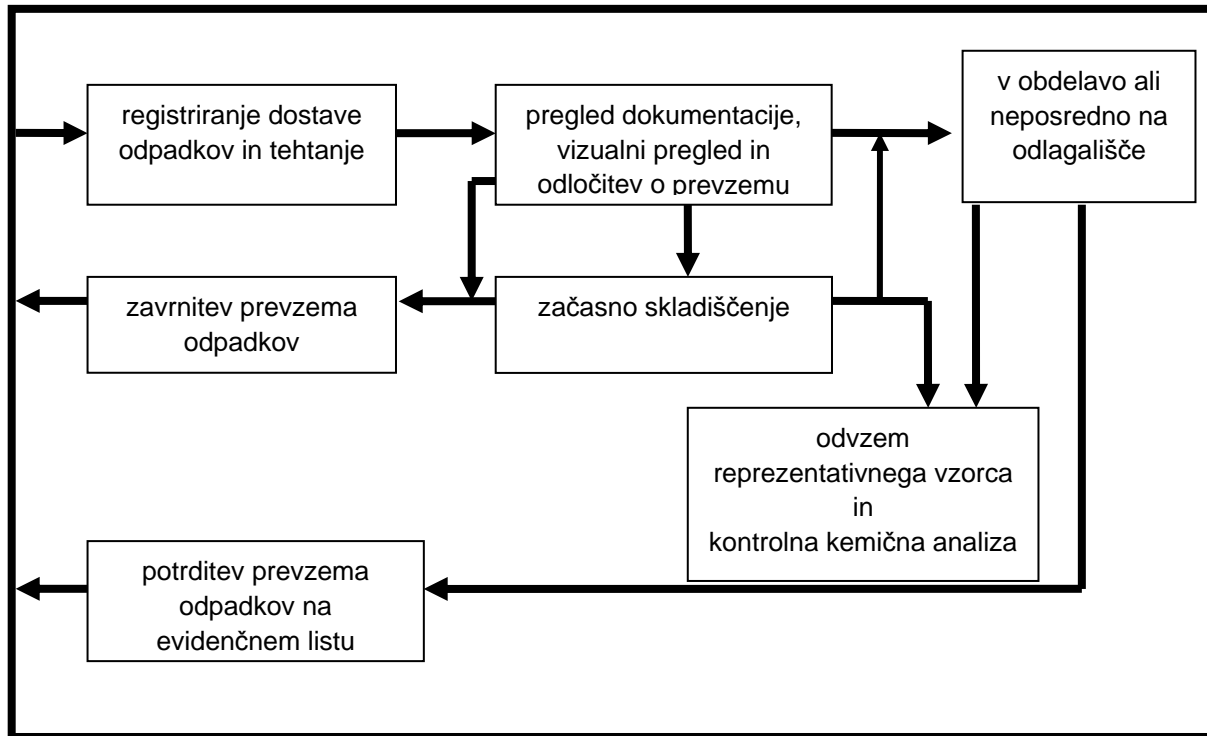 registriranje dostave
odpadkov in tehtanje
pregled dokumentacije,
vizualni pregled in
odločitev o prevzemu
v obdelavo ali
neposredno na
odlagališče
zavrnitev prevzema
odpadkov
začasno skladiščenje
odvzem
reprezentativnega vzorca
in
kontrolna kemična analiza
potrditev prevzema
odpadkov na
evidenčnem listu